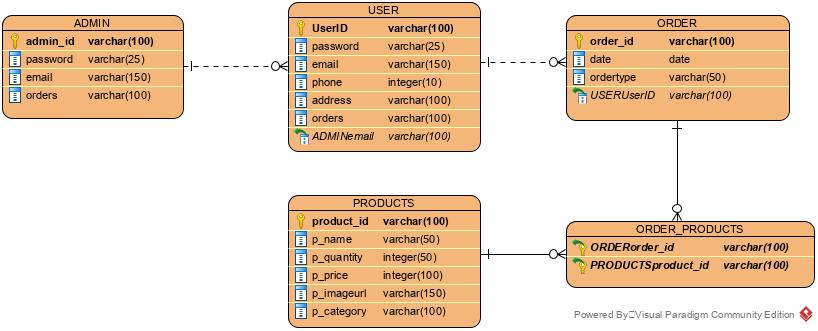 ADMIN
admin_id varchar(100)
password varchar(25)
email varchar(150)
orders varchar(100)
USER
UserID varchar(100)
password varchar(25)
email varchar(150)
phone integer(10)
address varchar(100)
orders varchar(100)
ADMINemail varchar(100)
ORDER
order_id varchar(100)
date date
ordertype varchar(50)
USERUserID varchar(100)
PRODUCTS
product_id varchar(100)
p_name varchar(50)
p_quantity integer(50)
p_price integer(100)
p_imageurl varchar(150)
p_category varchar(100)
ORDER_PRODUCTS
ORDERorder_id varchar(100)
PRODUCTSproduct_id varchar(100)
Powered By Visual Paradigm Community Edition